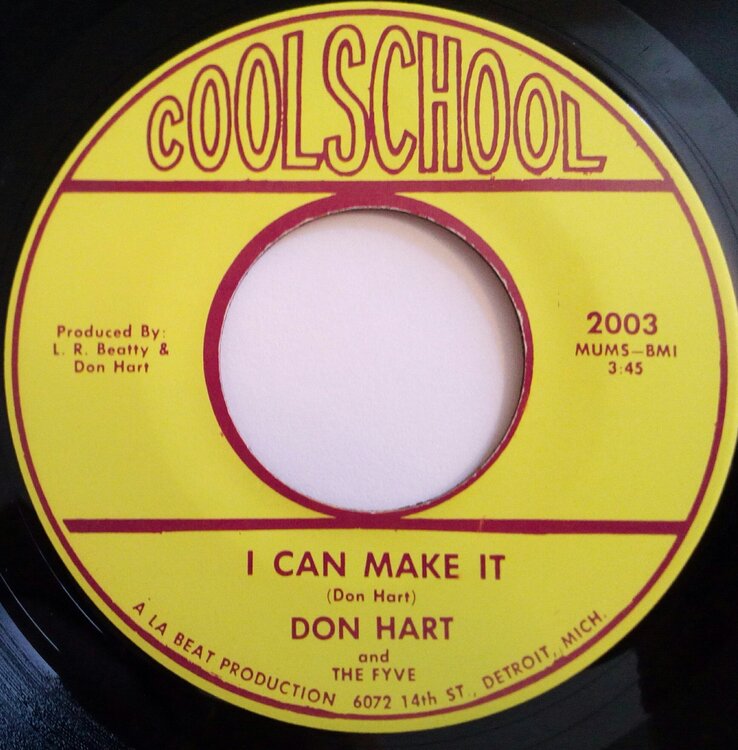 COOLSCHOOL
Produced By:
L. R. Beatty &
Don Hart
2003
MUMS-BMI
3:45
I CAN MAKE IT
(Don Hart)
DON HART
and
THE FYVE
A LA BEAT PRODUCTION 6072 14th ST., DETROIT, MICH.